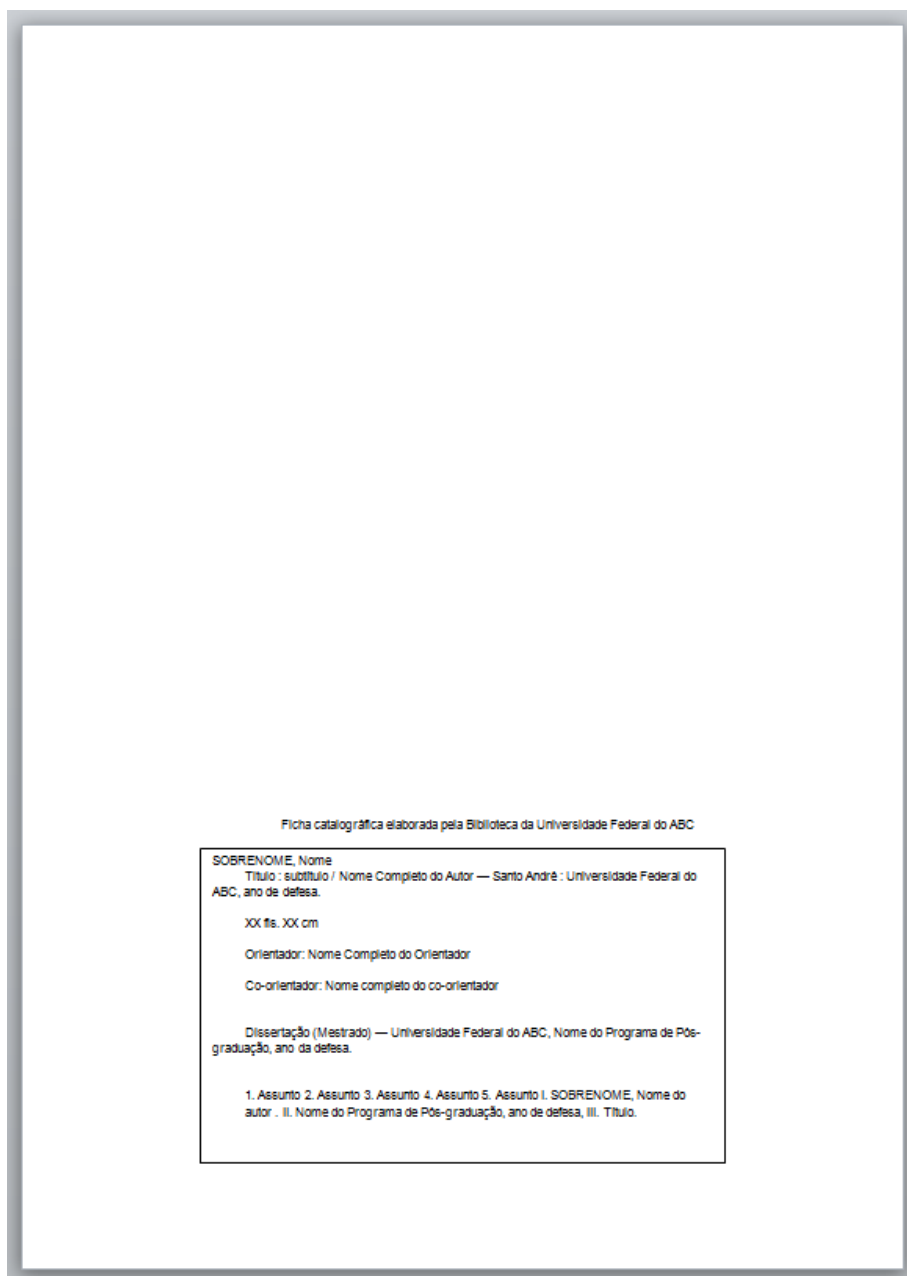 Ficha catalográfica elaborada pela Biblioteca da Universidade Federal do ABC
SOBRENOME, Nome
Título : subtítulo / Nome Completo do Autor — Santo André : Universidade Federal do
ABC, ano de defesa.
XX fls. XX cm
Orientador: Nome Completo do Orientador
Co-orientador: Nome completo do co-orientador
Dissertação (Mestrado) — Universidade Federal do ABC, Nome do Programa de Pós-
graduação, ano da defesa.
1. Assunto 2. Assunto 3. Assunto 4. Assunto 5. Assunto I. SOBRENOME, Nome do
autor . II. Nome do Programa de Pós-graduação, ano de defesa, III. Título.